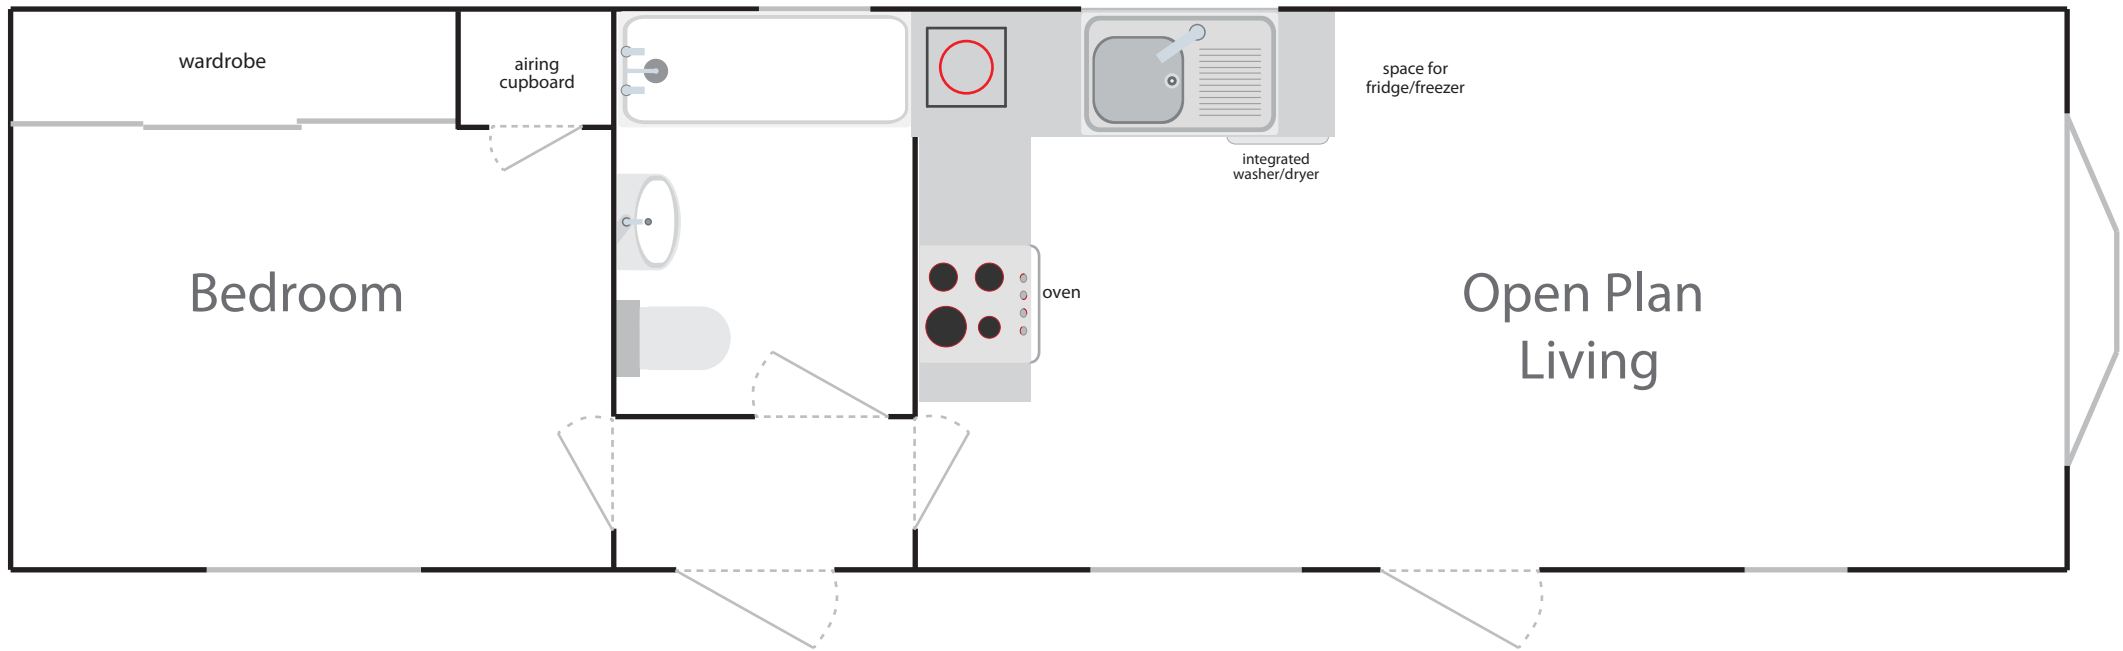 wardrobe
airing
cupboard
space for
fridge/freezer
integrated
washer/dryer
oven
Bedroom
Open Plan
Living